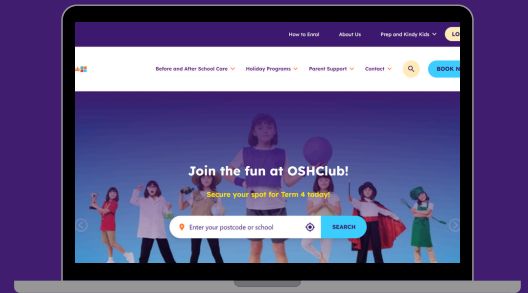 How to Enrol About Us Prep and Kindy Kids
Before and After School Care Holiday Programs Parent Support Contact BOOK N
Join the fun at OSHClub!
Secure your spot for Term 4 today!
Enter your postcode or school SEARCH